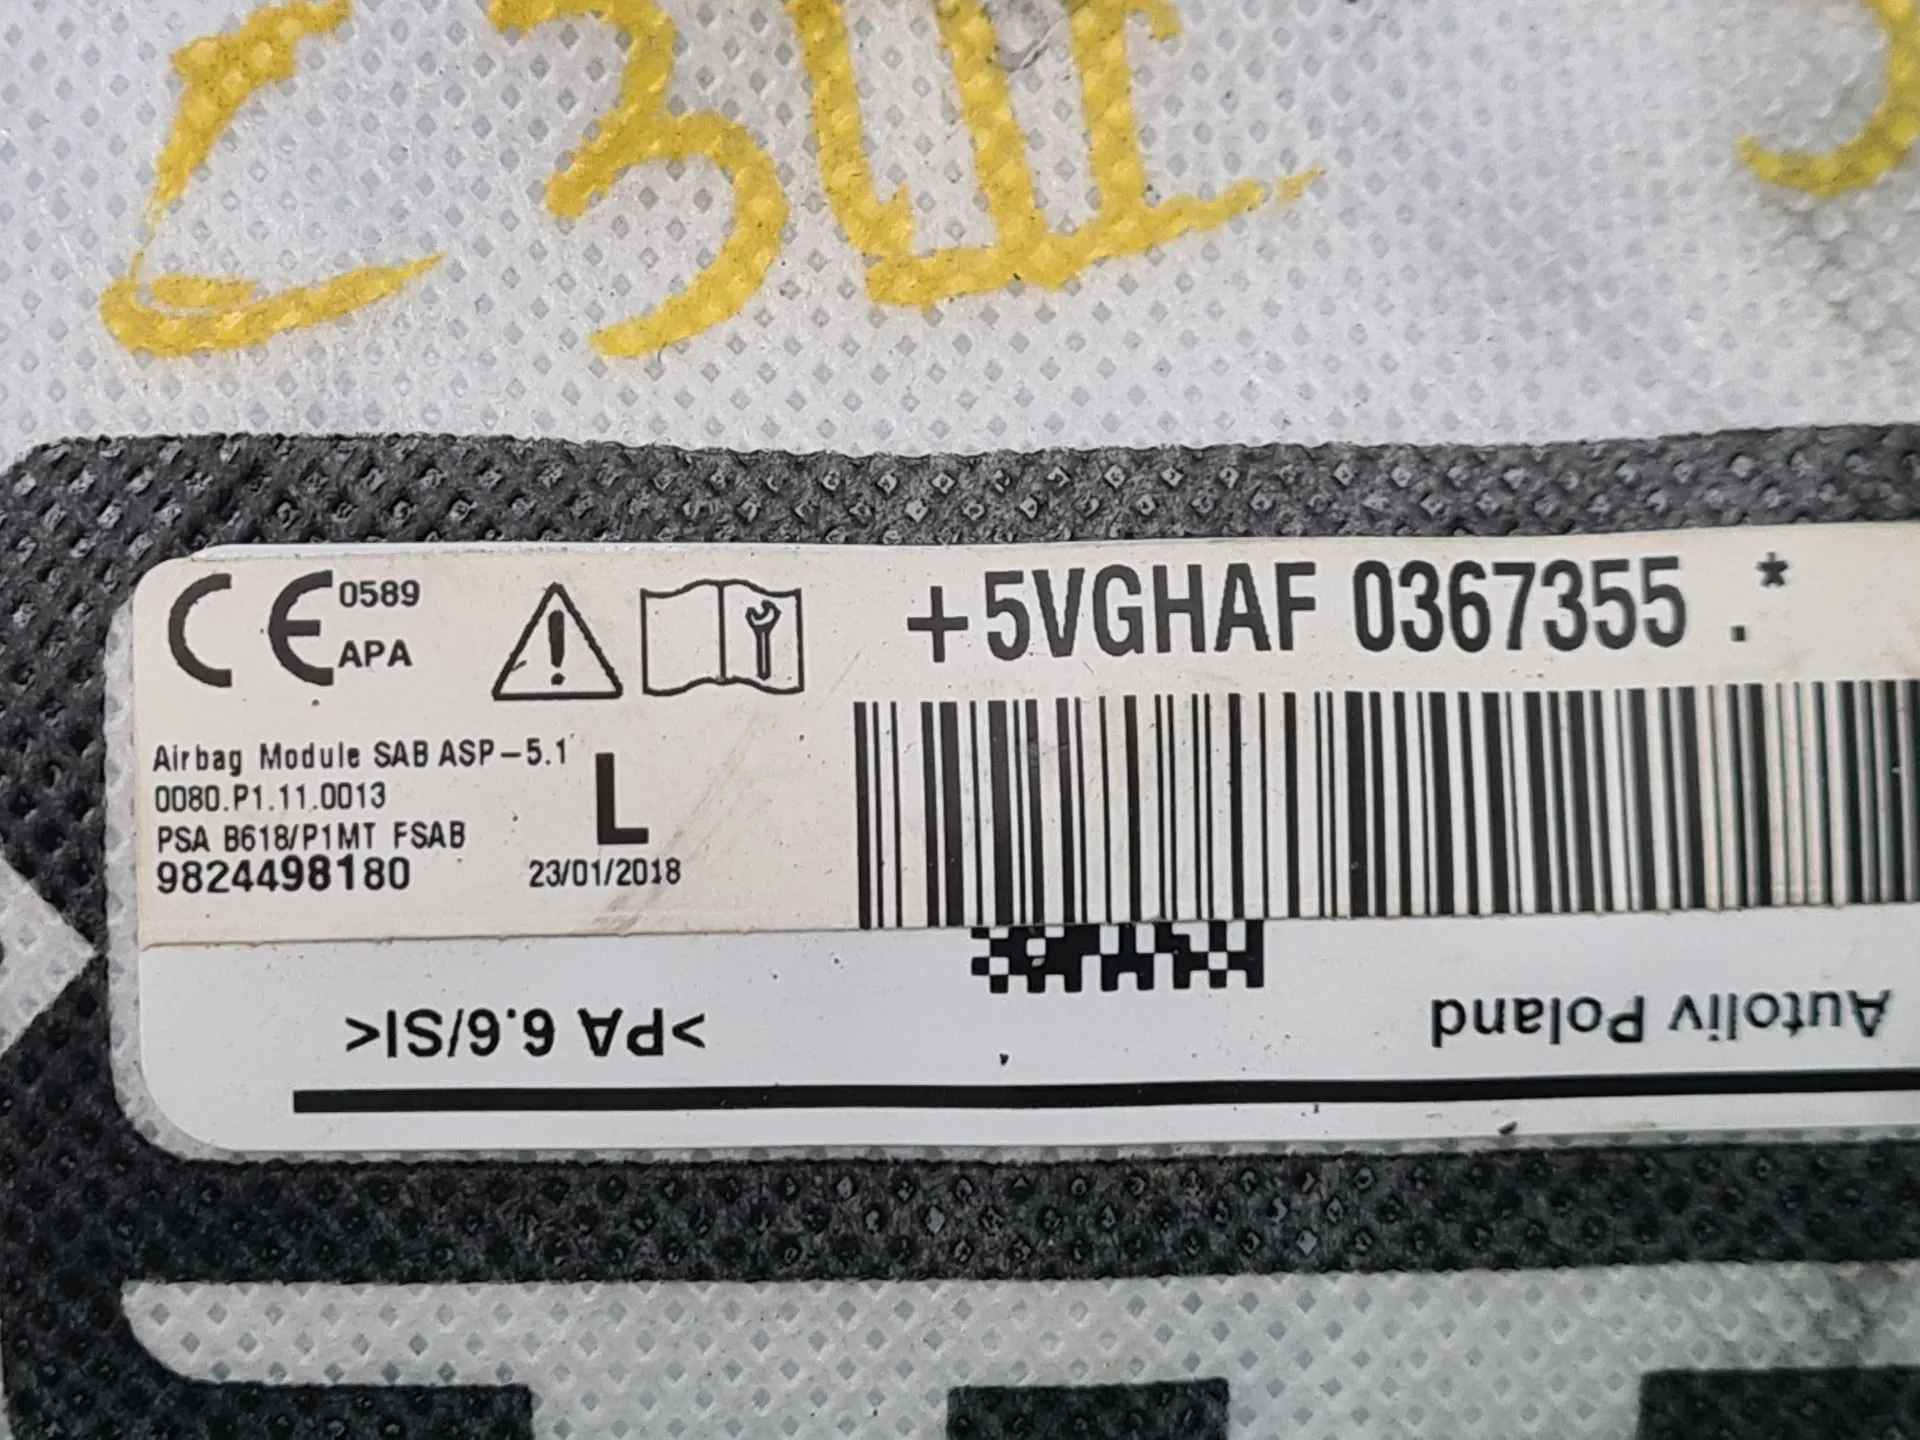 C3III
+5VGHAF 0367355 .*
CE 0589
APA
Airbag Module SAB ASP-5.1
0080.P1.11.0013
PSA B618/P1MT FSAB
9824498180
L
23/01/2018
>PA 6.6/SI<
Autoliv Poland